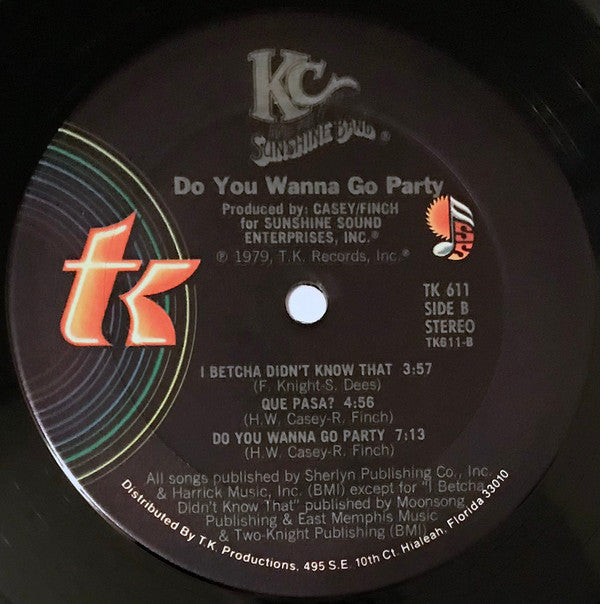 KC
AND THE
SUNSHINE BAND ®
Do You Wanna Go Party
Produced by: CASEY/FINCH
for SUNSHINE SOUND
ENTERPRISES, INC.®
℗ 1979, T.K. Records, Inc.
tk
TK 611
SIDE B
STEREO
TK611-B
I BETCHA DIDN'T KNOW THAT 3:57
(F. Knight-S. Dees)
QUE PASA? 4:56
(H.W. Casey-R. Finch)
DO YOU WANNA GO PARTY 7:13
(H.W. Casey-R. Finch)
All songs published by Sherlyn Publishing Co., Inc.
& Harrick Music, Inc. (BMI) except for "I Betcha
Didn't Know That" published by Moonsong
Publishing & East Memphis Music
& Two-Knight Publishing (BMI)
Distributed By T.K. Productions, 495 S.E. 10th Ct. Hialeah, Florida 33010